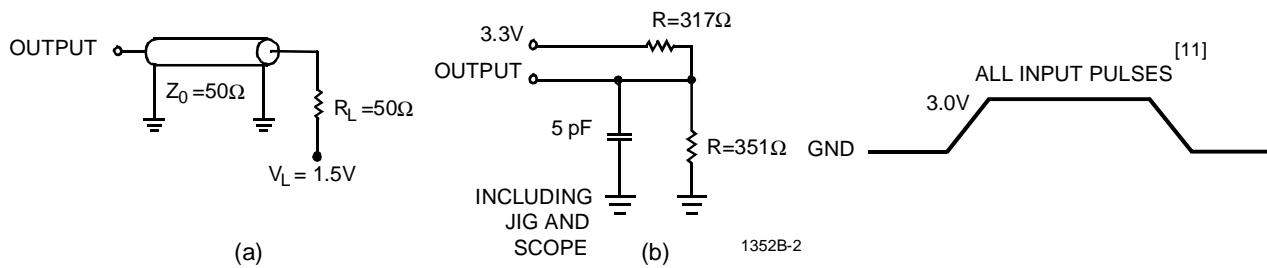 OUTPUT
Z0 =50Ω
RL =50Ω
VL = 1.5V
(a)
R=317Ω
3.3V
OUTPUT
5 pF
R=351Ω
INCLUDING
JIG AND
SCOPE
(b)
1352B-2
ALL INPUT PULSES [11]
3.0V
GND